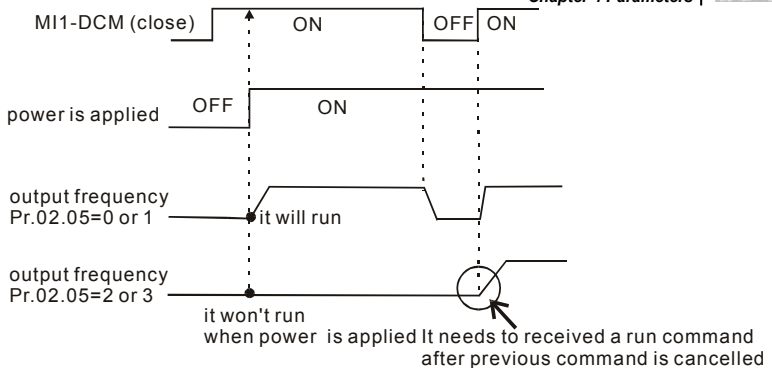 Chapter 4 Parameters |
MI1-DCM (close)
ON
OFF
ON
power is applied
OFF
ON
output frequency
Pr.02.05=0 or 1
it will run
output frequency
Pr.02.05=2 or 3
it won't run
when power is applied
It needs to received a run command
after previous command is cancelled